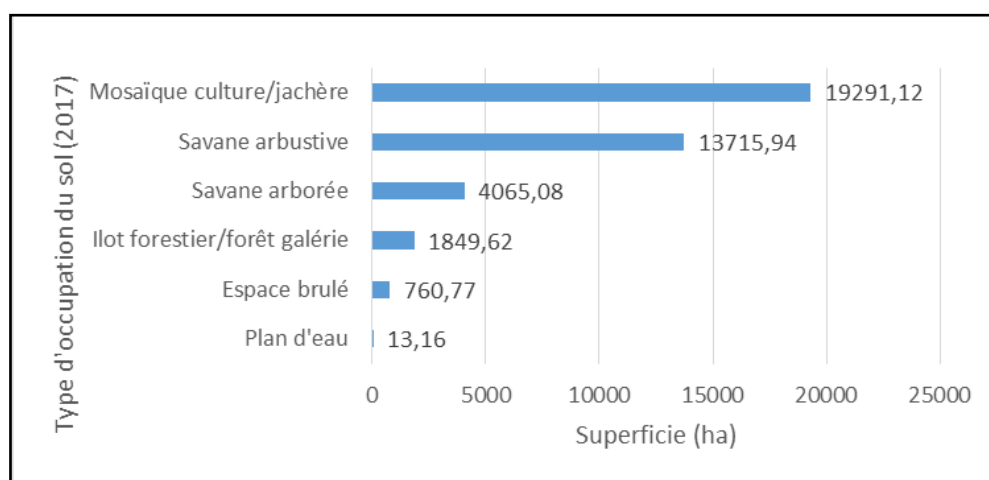 Type d'occupation du sol (2017)
Mosaïque culture/jachère 19291,12
Savane arbustive 13715,94
Savane arborée 4065,08
Ilot forestier/forêt galérie 1849,62
Espace brulé 760,77
Plan d'eau 13,16
0 5000 10000 15000 20000 25000
Superficie (ha)